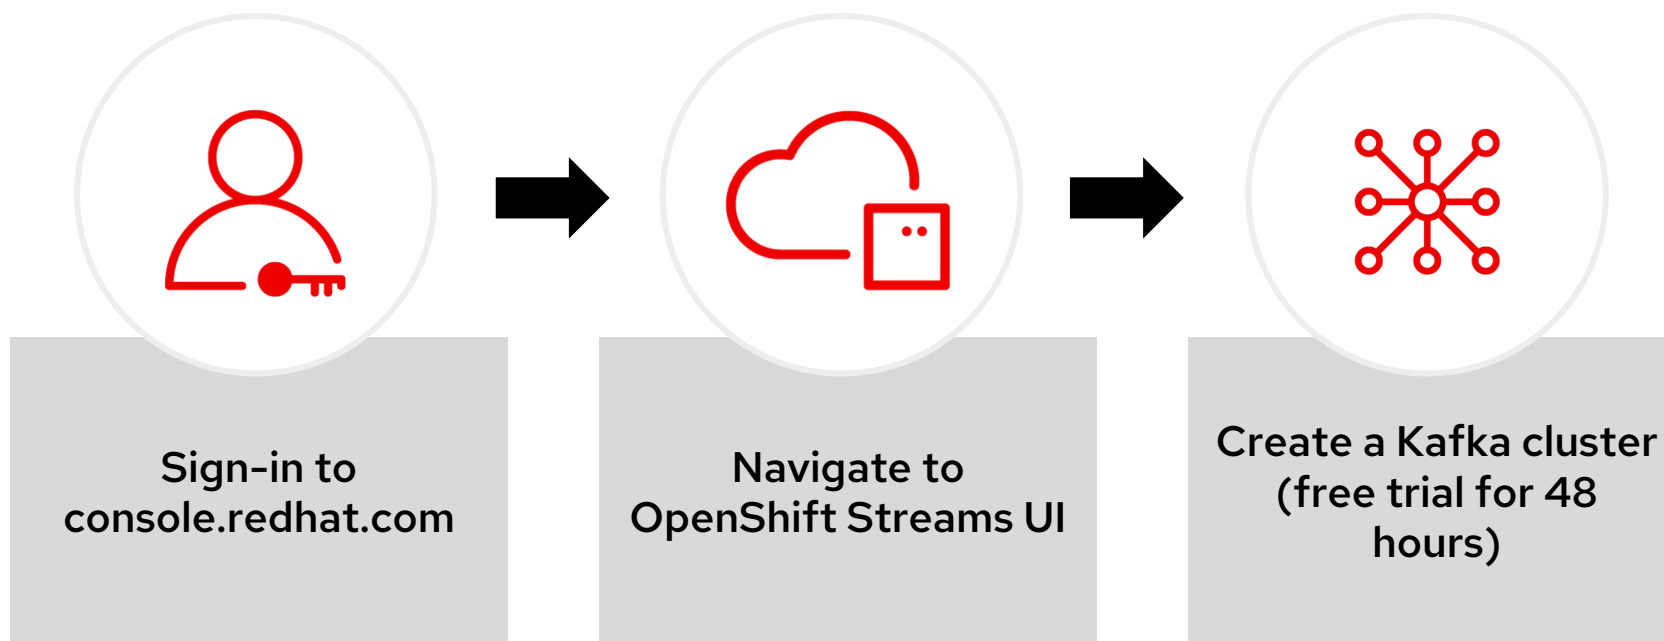 Sign-in to
console.redhat.com
Navigate to
OpenShift Streams UI
Create a Kafka cluster
(free trial for 48
hours)